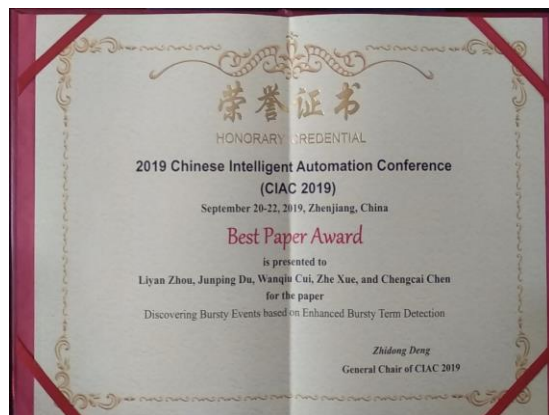 荣誉证书
HONORARY CREDENTIAL
2019 Chinese Intelligent Automation Conference
(CIAC 2019)
September 20-22, 2019, Zhenjiang, China
Best Paper Award
is presented to
Liyan Zhou, Junping Du, Wanqiu Cui, Zhe Xue, and Chengcai Chen
for the paper
Discovering Bursty Events based on Enhanced Bursty Term Detection
Zhidong Deng
General Chair of CIAC 2019